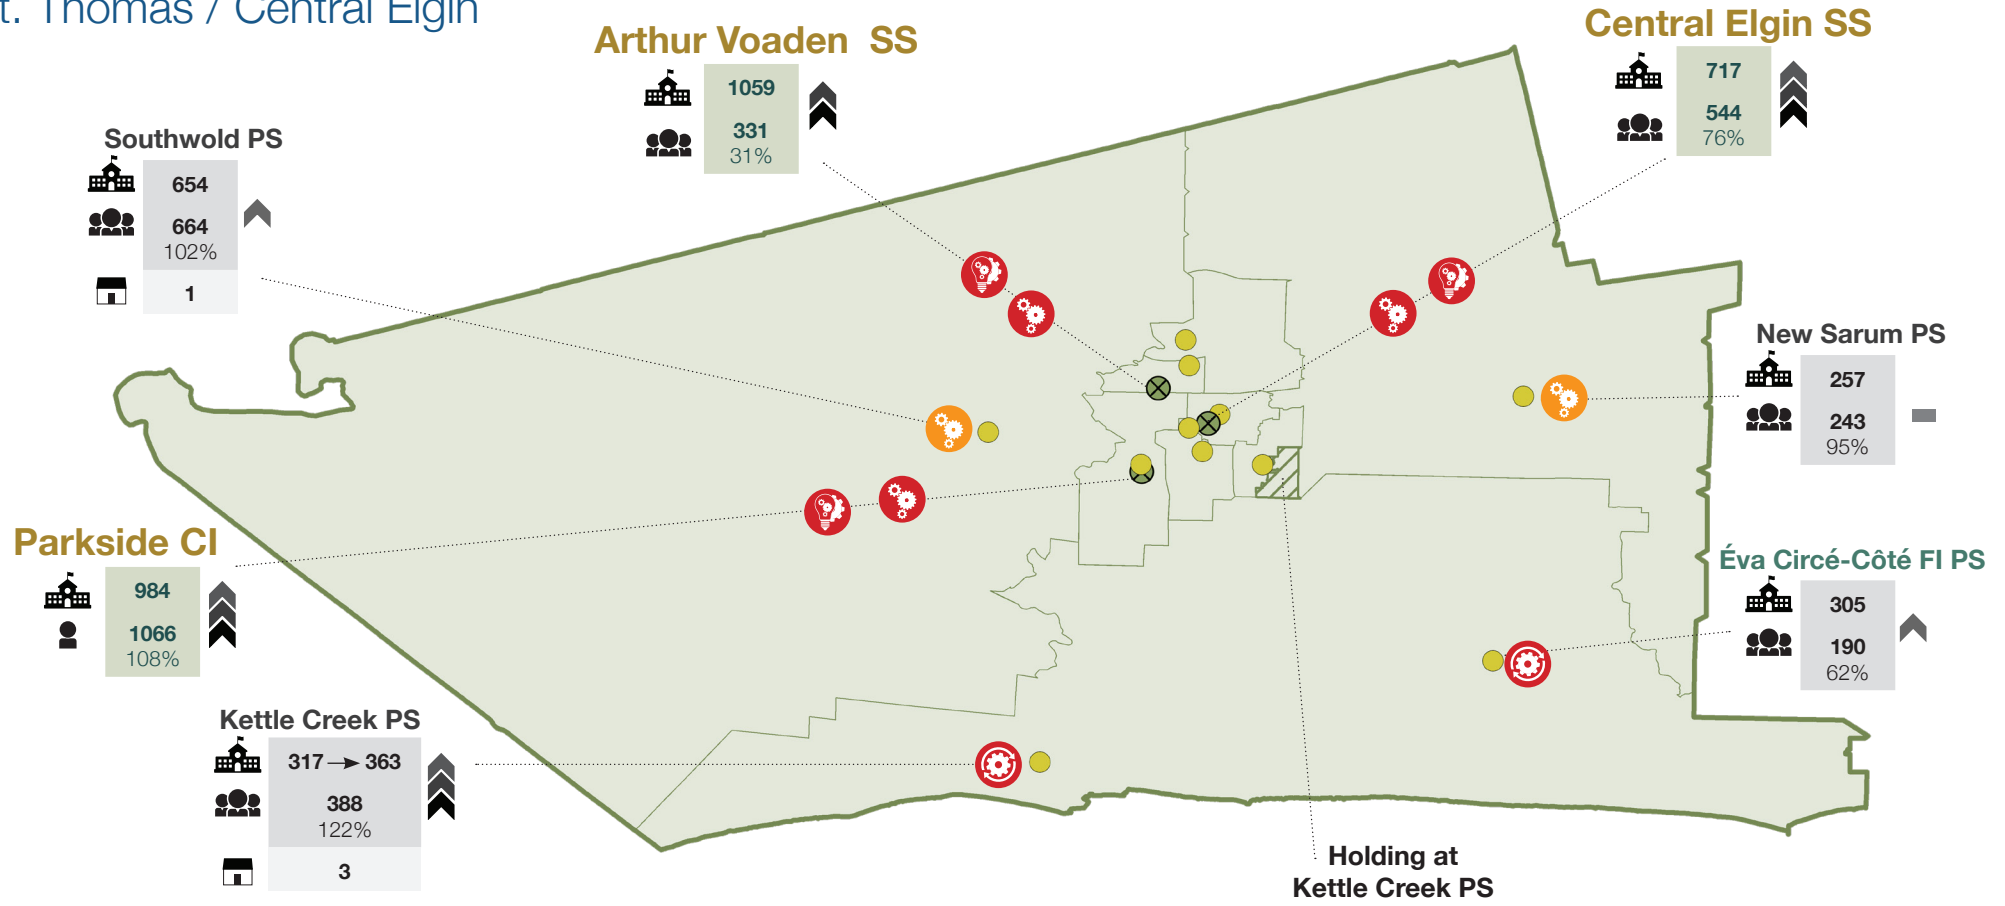 t. Thomas / Central Elgin
Arthur Voaden SS
1059
331
31%
Central Elgin SS
717
544
76%
Southwold PS
654
664
102%
1
New Sarum PS
257
243
95%
Parkside CI
984
1066
108%
Éva Circé-Côté FI PS
305
190
62%
Kettle Creek PS
317 → 363
388
122%
3
Holding at
Kettle Creek PS